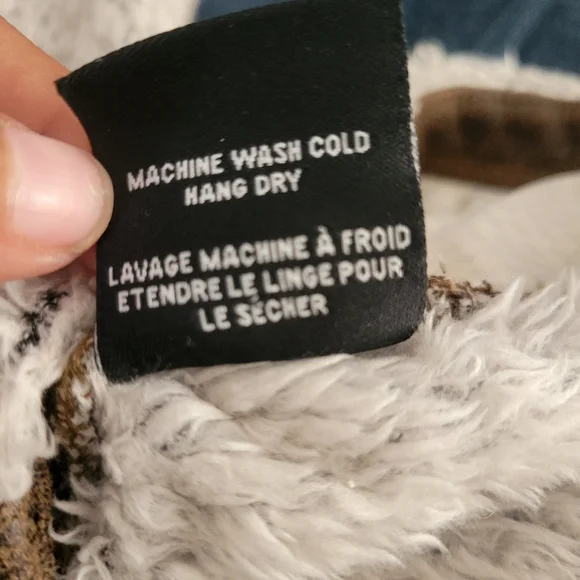 MACHINE WASH COLD
HANG DRY
LAVAGE MACHINE À FROID
ETENDRE LE LINGE POUR
LE SÉCHER